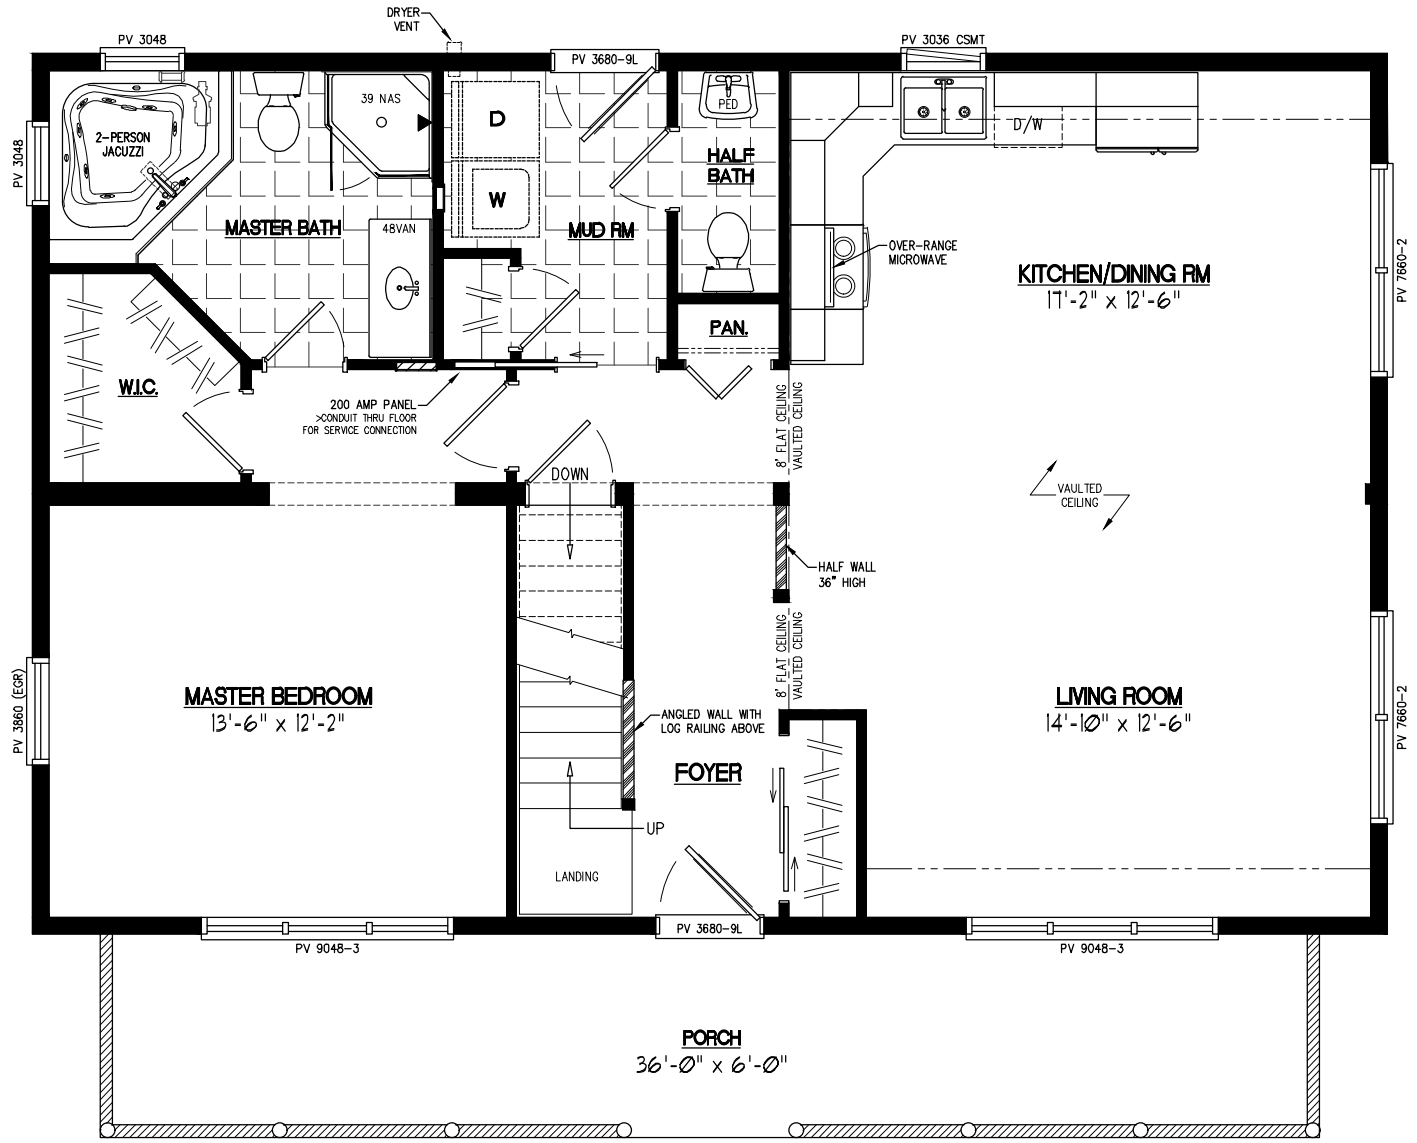 DRYER
VENT
PV 3048
PV 3680-9L
PV 3036 CSMT
PV 3048
2-PERSON
JACUZZI
39 NAS
D
W
PED
D/W
HALF
BATH
MASTER BATH
48VAN
MUD RM
OVER-RANGE
MICROWAVE
KITCHEN/DINING RM
17'-2" x 12'-6"
PV 7660-2
PAN.
W.I.C.
200 AMP PANEL
>CONDUIT THRU FLOOR
FOR SERVICE CONNECTION
8' FLAT CEILING
VAULTED CEILING
DOWN
VAULTED
CEILING
HALF WALL
36" HIGH
8' FLAT CEILING
VAULTED CEILING
PV 3860 (EGR)
MASTER BEDROOM
13'-6" x 12'-2"
ANGLED WALL WITH
LOG RAILING ABOVE
LIVING ROOM
14'-10" x 12'-6"
PV 7660-2
FOYER
UP
LANDING
PV 9048-3
PV 3680-9L
PV 9048-3
PORCH
36'-0" x 6'-0"